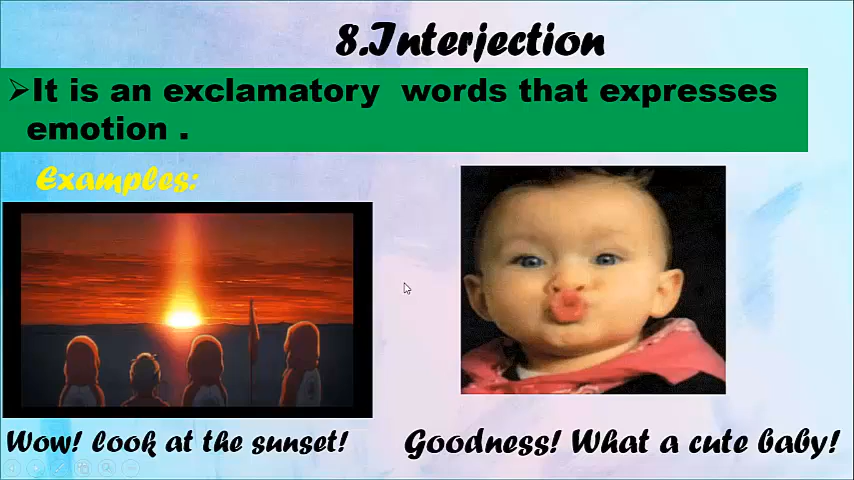 8.Interjection
➢It is an exclamatory words that expresses
emotion .
Examples:
Wow! look at the sunset!
Goodness! What a cute baby!